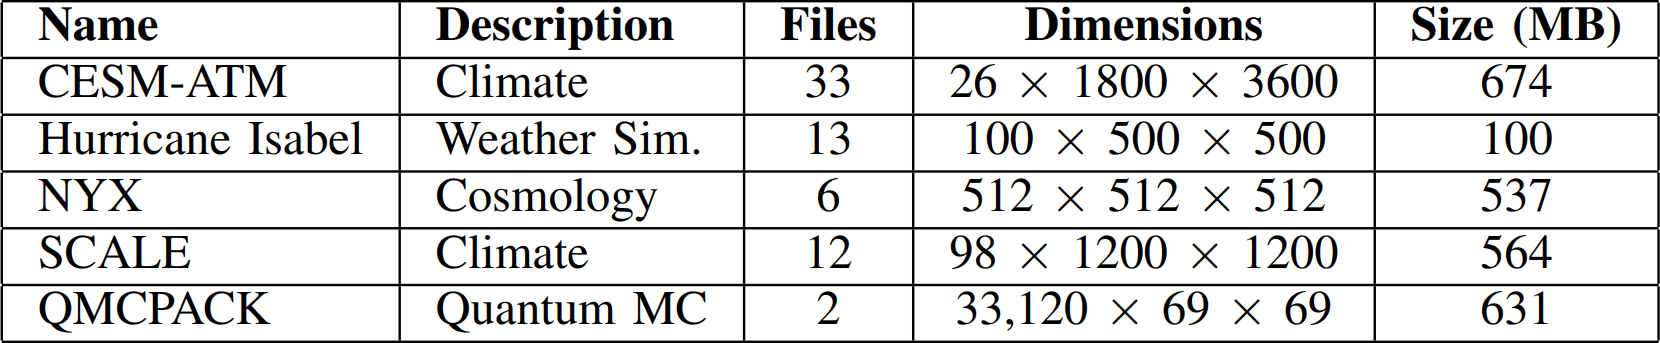 Name Description Files Dimensions Size (MB)
CESM-ATM Climate 33 26 × 1800 × 3600 674
Hurricane Isabel Weather Sim. 13 100 × 500 × 500 100
NYX Cosmology 6 512 × 512 × 512 537
SCALE Climate 12 98 × 1200 × 1200 564
QMCPACK Quantum MC 2 33,120 × 69 × 69 631